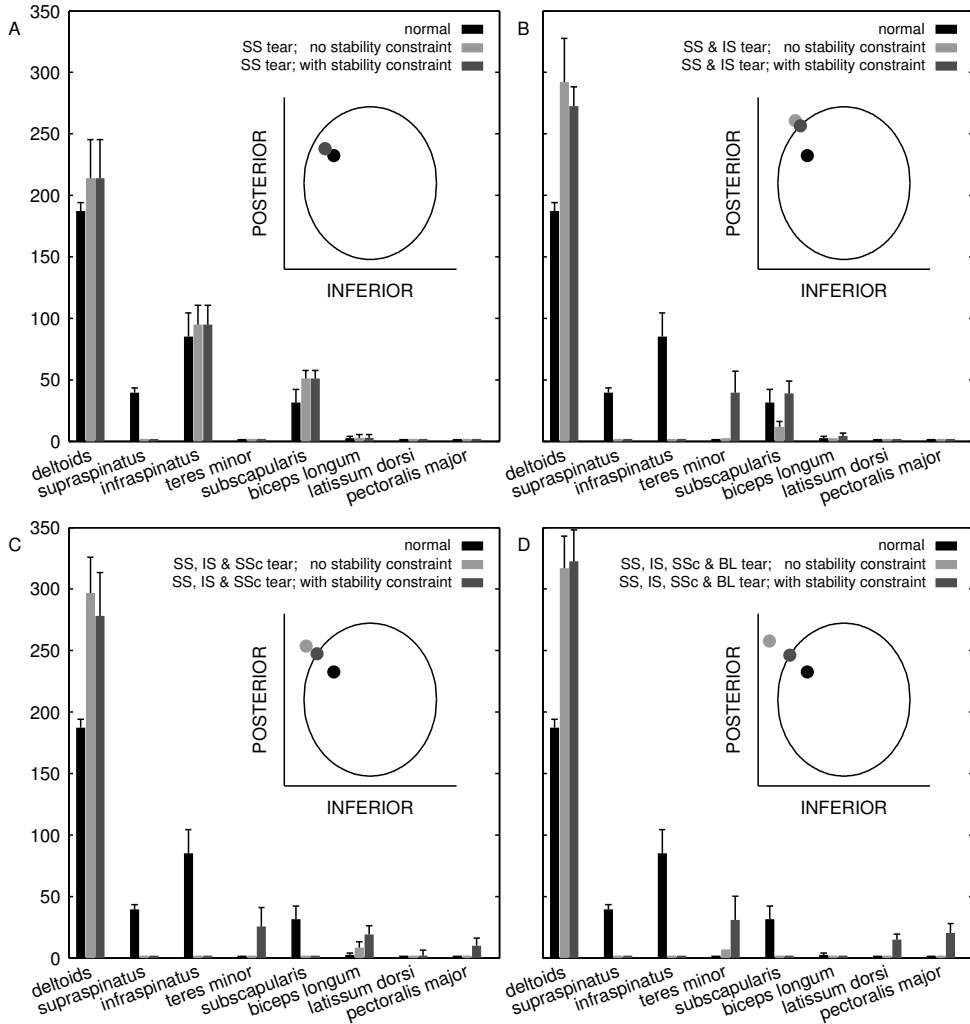 A
normal
SS tear; no stability constraint
SS tear; with stability constraint
350
300
250
200
150
100
50
0
POSTERIOR
INFERIOR
deltoids
supraspinatus
infraspinatus
teres minor
subscapularis
biceps longum
latissum dorsi
pectoralis major
B
normal
SS & IS tear; no stability constraint
SS & IS tear; with stability constraint
POSTERIOR
INFERIOR
deltoids
supraspinatus
infraspinatus
teres minor
subscapularis
biceps longum
latissum dorsi
pectoralis major
C
normal
SS, IS & SSc tear; no stability constraint
SS, IS & SSc tear; with stability constraint
350
300
250
200
150
100
50
0
POSTERIOR
INFERIOR
deltoids
supraspinatus
infraspinatus
teres minor
subscapularis
biceps longum
latissum dorsi
pectoralis major
D
normal
SS, IS, SSc & BL tear; no stability constraint
SS, IS, SSc & BL tear; with stability constraint
POSTERIOR
INFERIOR
deltoids
supraspinatus
infraspinatus
teres minor
subscapularis
biceps longum
latissum dorsi
pectoralis major